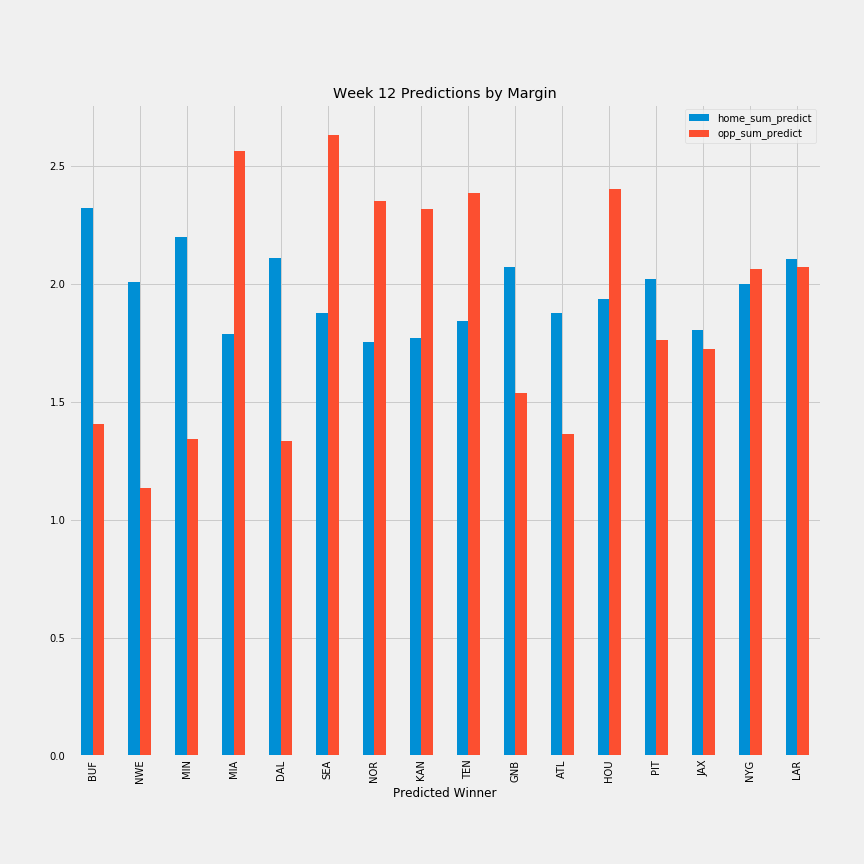 Week 12 Predictions by Margin
home_sum_predict
opp_sum_predict
2.5
2.0
1.5
1.0
0.5
0.0
BUF
NWE
MIN
MIA
DAL
SEA
NOR
KAN
TEN
GNB
ATL
HOU
PIT
JAX
NYG
LAR
Predicted Winner